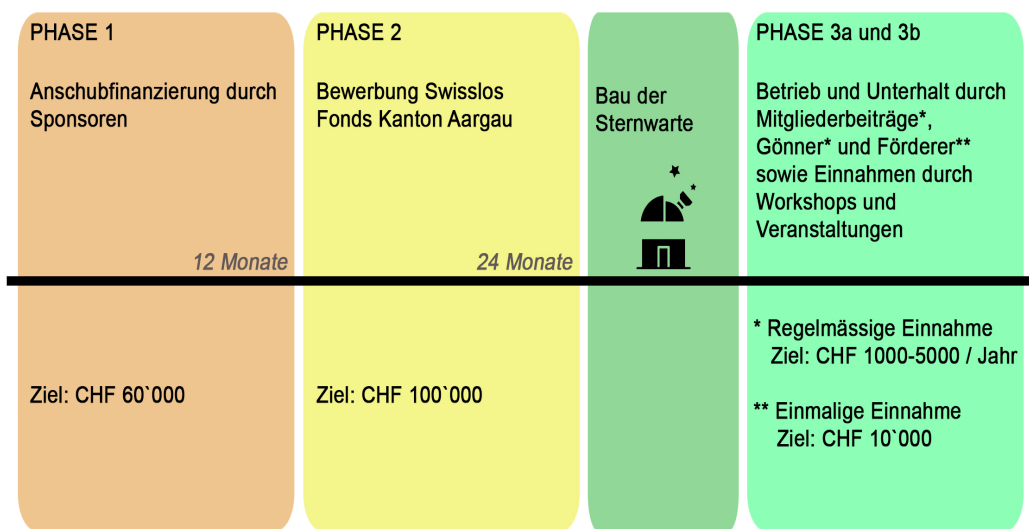 PHASE 1
Anschubfinanzierung durch
Sponsoren
12 Monate
Ziel: CHF 60`000
PHASE 2
Bewerbung Swisslos
Fonds Kanton Aargau
24 Monate
Ziel: CHF 100`000
Bau der
Sternwarte
PHASE 3a und 3b
Betrieb und Unterhalt durch
Mitgliederbeiträge*,
Gönner* und Förderer**
sowie Einnahmen durch
Workshops und
Veranstaltungen
* Regelmässige Einnahme
Ziel: CHF 1000-5000 / Jahr
** Einmalige Einnahme
Ziel: CHF 10`000